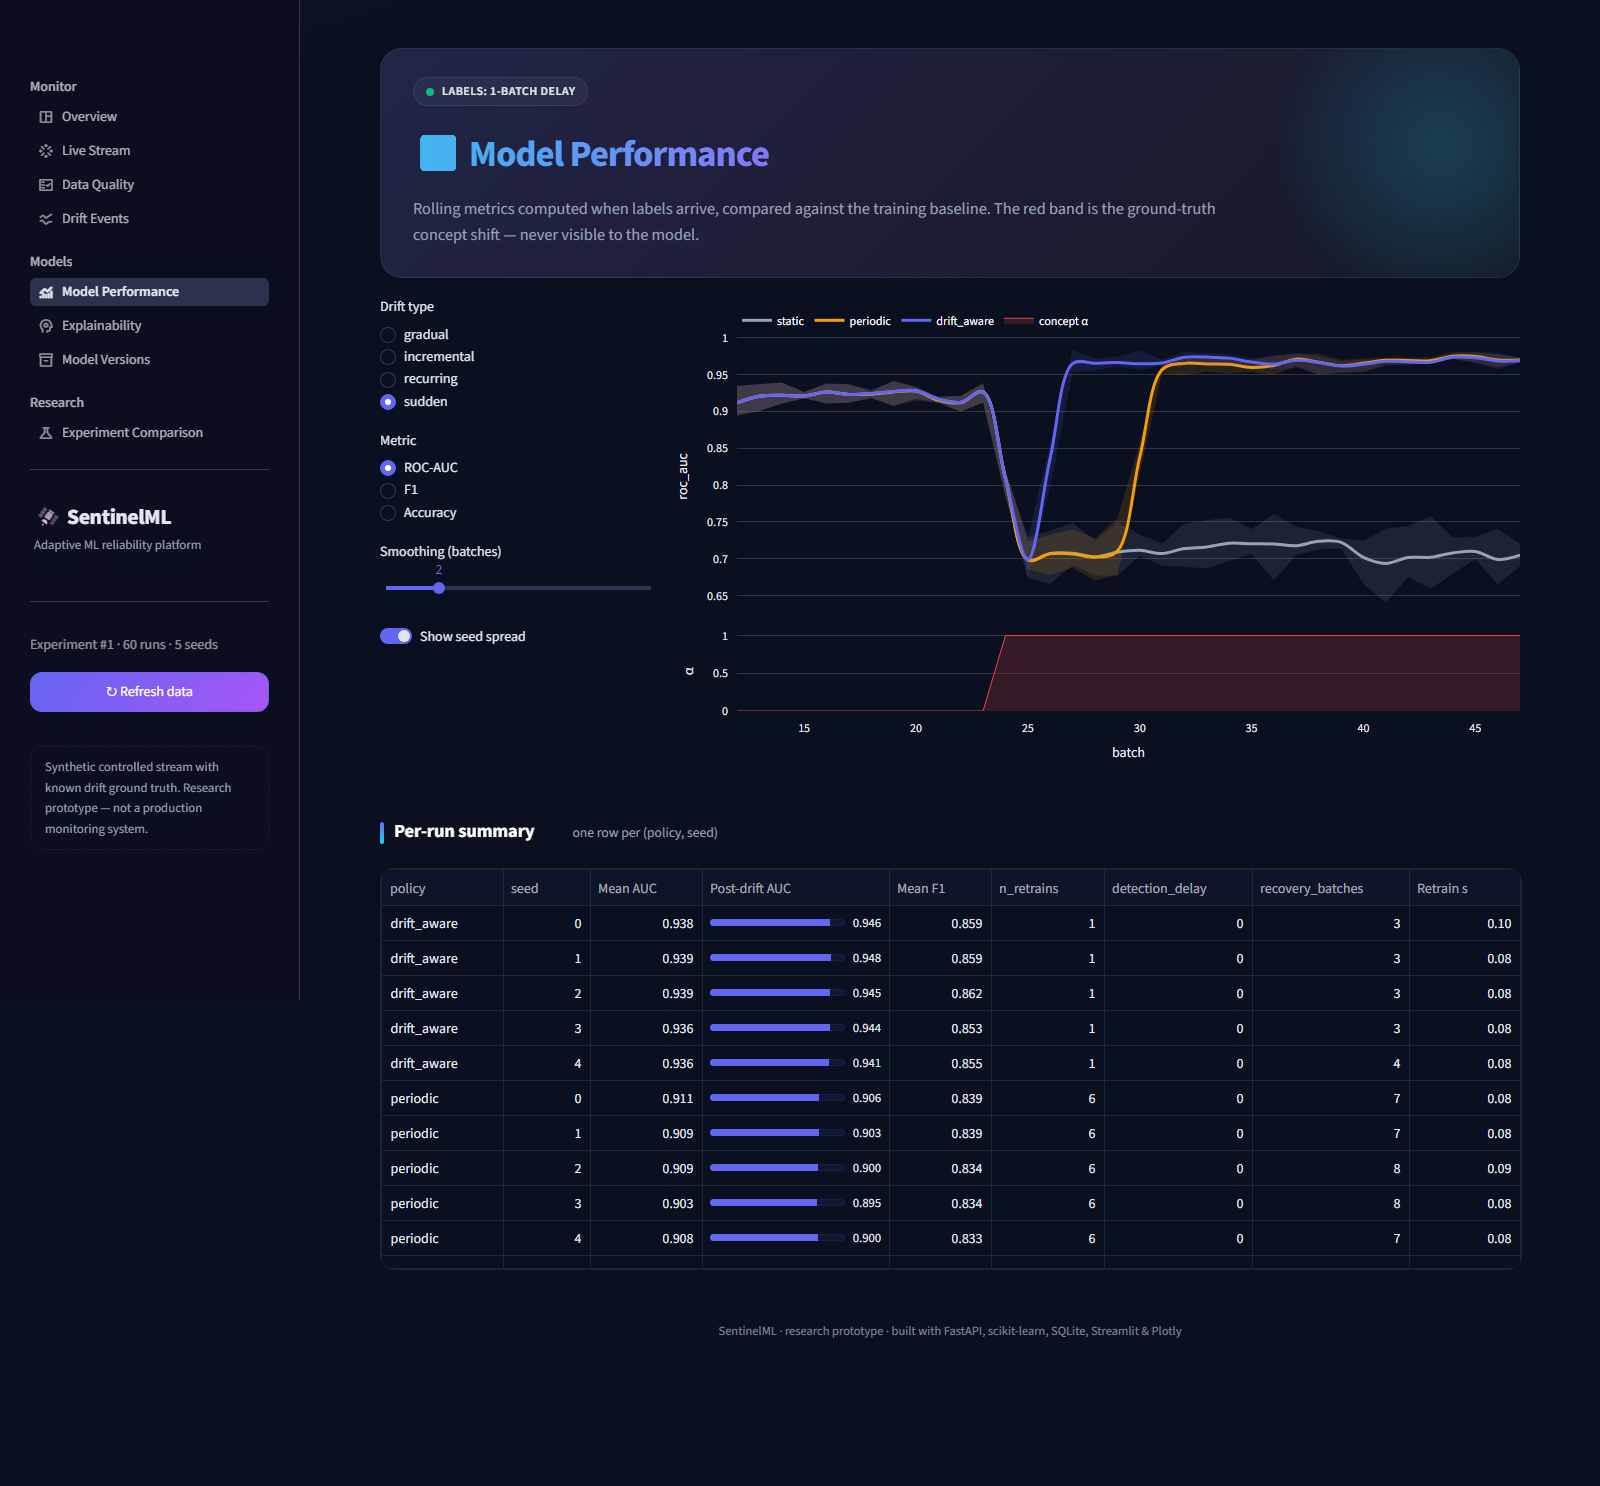 Monitor
Overview
Live Stream
Data Quality
Drift Events
Models
Model Performance
Explainability
Model Versions
Research
Experiment Comparison
SentinelML
Adaptive ML reliability platform
Experiment #1 · 60 runs · 5 seeds
↻ Refresh data
Synthetic controlled stream with
known drift ground truth. Research
prototype — not a production
monitoring system.
LABELS: 1-BATCH DELAY
Model Performance
Rolling metrics computed when labels arrive, compared against the training baseline. The red band is the ground-truth
concept shift — never visible to the model.
Drift type
gradual
incremental
recurring
sudden
Metric
ROC-AUC
F1
Accuracy
Smoothing (batches)
2
Show seed spread
static periodic drift_aware concept α
1
0.95
0.9
0.85
0.8
0.75
0.7
0.65
roc_auc
1
0.5
0
α
15 20 25 30 35 40 45
batch
Per-run summary one row per (policy, seed)
policy seed Mean AUC Post-drift AUC Mean F1 n_retrains detection_delay recovery_batches Retrain s
drift_aware 0 0.938 0.946 0.859 1 0 3 0.10
drift_aware 1 0.939 0.948 0.859 1 0 3 0.08
drift_aware 2 0.939 0.945 0.862 1 0 3 0.08
drift_aware 3 0.936 0.944 0.853 1 0 3 0.08
drift_aware 4 0.936 0.941 0.855 1 0 4 0.08
periodic 0 0.911 0.906 0.839 6 0 7 0.08
periodic 1 0.909 0.903 0.839 6 0 7 0.08
periodic 2 0.909 0.900 0.834 6 0 8 0.09
periodic 3 0.903 0.895 0.834 6 0 8 0.08
periodic 4 0.908 0.900 0.833 6 0 7 0.08
SentinelML · research prototype · built with FastAPI, scikit-learn, SQLite, Streamlit & Plotly